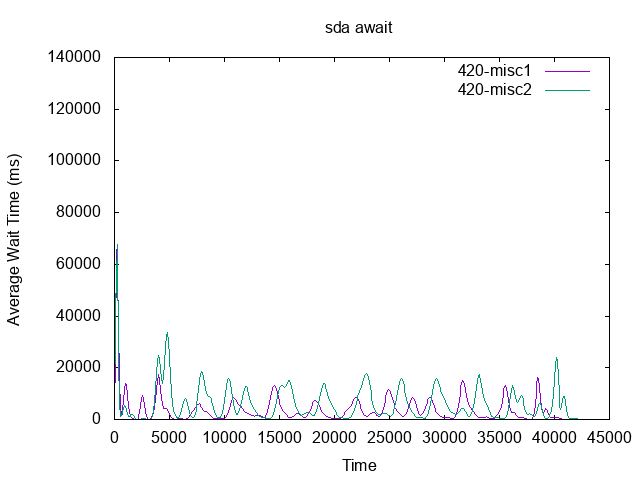 sda await
420-misc1
420-misc2
140000
120000
100000
80000
60000
40000
20000
0
Average Wait Time (ms)
0 5000 10000 15000 20000 25000 30000 35000 40000 45000
Time